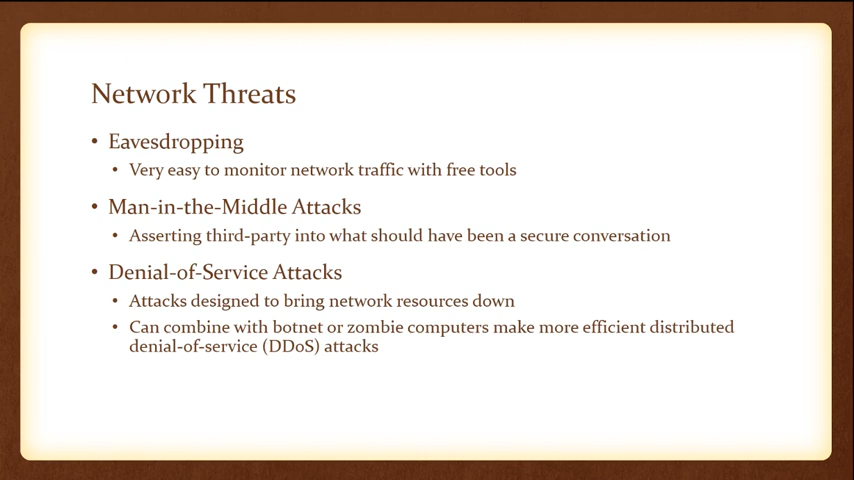 Network Threats
• Eavesdropping
• Very easy to monitor network traffic with free tools
• Man-in-the-Middle Attacks
• Asserting third-party into what should have been a secure conversation
• Denial-of-Service Attacks
• Attacks designed to bring network resources down
• Can combine with botnet or zombie computers make more efficient distributed
denial-of-service (DDoS) attacks